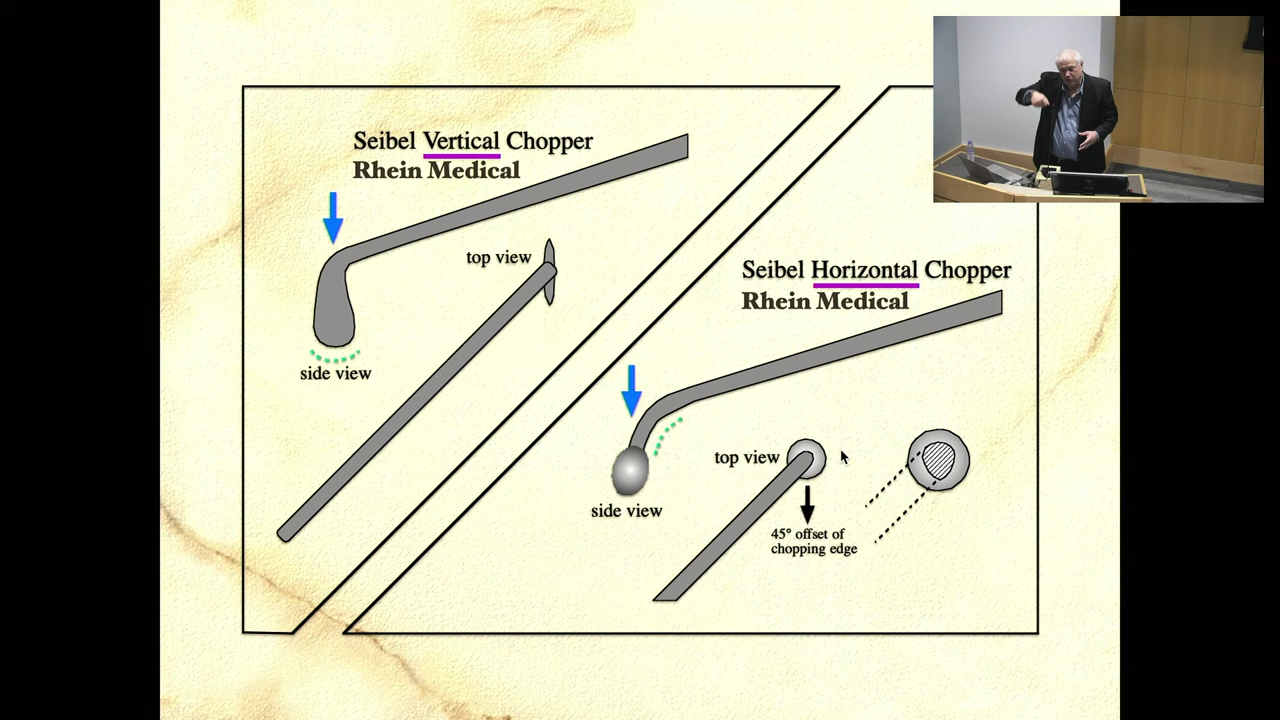 Seibel Vertical Chopper
Rhein Medical
top view
side view
Seibel Horizontal Chopper
Rhein Medical
top view
side view
45° offset of
chopping edge